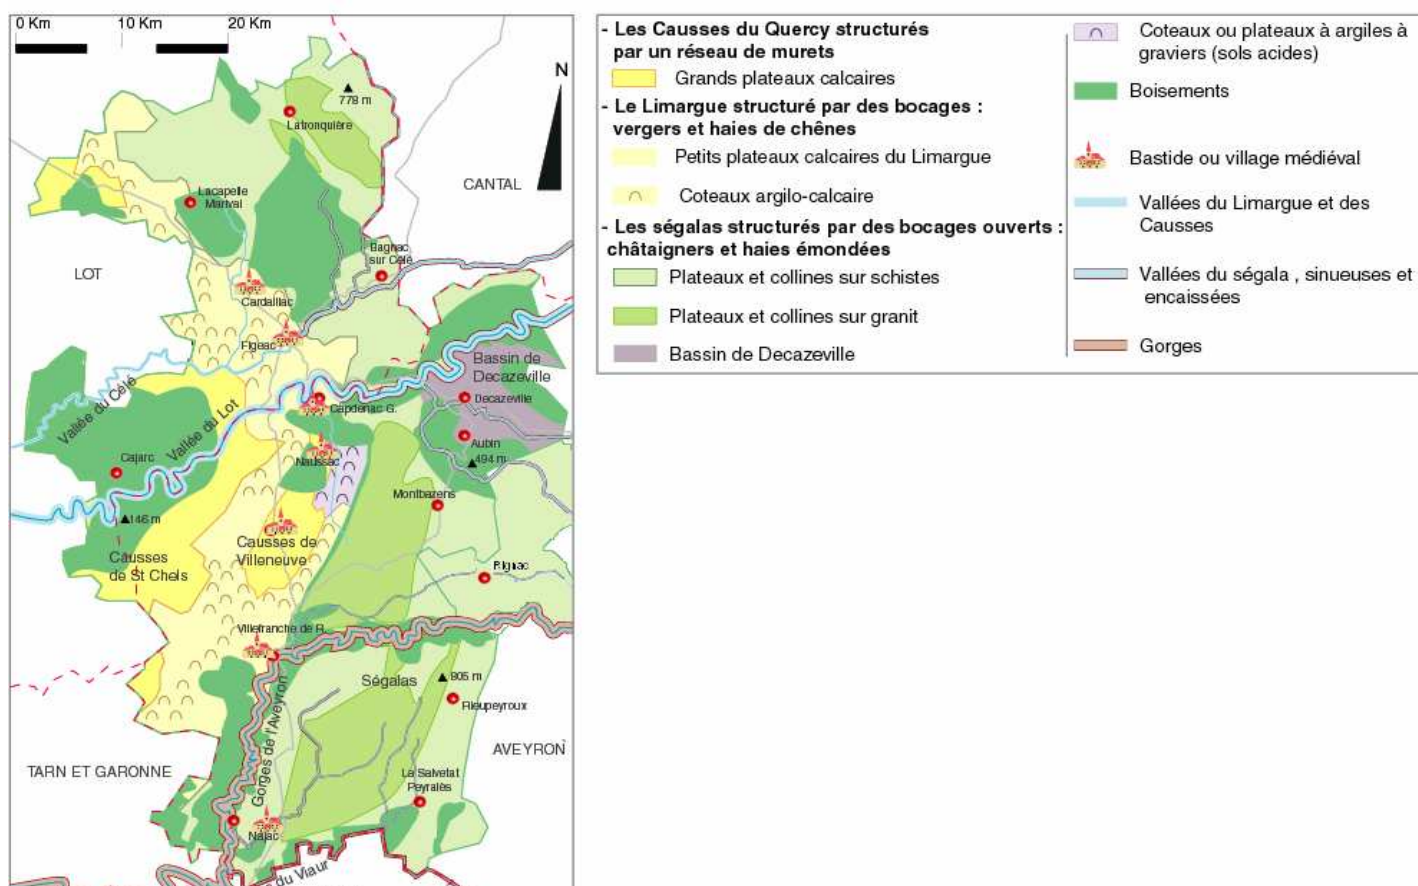 0 Km
10 Km
20 Km
N
778 m
Latronquière
CANTAL
Lacapelle
Marival
Bagnac
sur Célé
LOT
Cardaillac
Figeac
Bassin de
Decazeville
Vallée du Célé
Vallée du Lot
Capdenac G.
Decazeville
Aubin
Naussac
494 m
Cajarc
Montbazens
146 m
Causses de
Villeneuve
Causses
de St Chels
Rignac
Villefranche de R.
Ségalas
805 m
Rieupeyroux
Gorges de l'Aveyron
AVEYRON
TARN ET GARONNE
La Salvetat
Peyralès
Najac
du Viaur
- Les Causses du Quercy structurés
par un réseau de murets
Grands plateaux calcaires
- Le Limargue structuré par des bocages :
vergers et haies de chênes
Petits plateaux calcaires du Limargue
Coteaux argilo-calcaire
- Les ségalas structurés par des bocages ouverts :
châtaigners et haies émondées
Plateaux et collines sur schistes
Plateaux et collines sur granit
Bassin de Decazeville
Coteaux ou plateaux à argiles à
graviers (sols acides)
Boisements
Bastide ou village médiéval
Vallées du Limargue et des
Causses
Vallées du ségala , sinueuses et
encaissées
Gorges